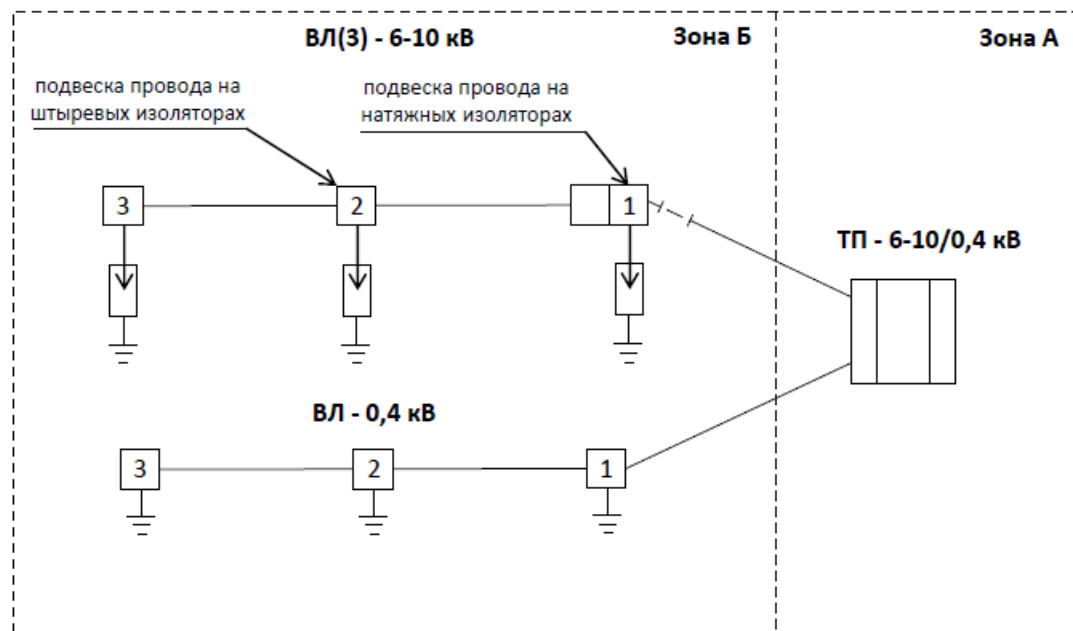 ВЛ(З) - 6-10 кВ
Зона Б
Зона А
подвеска провода на
штыревых изоляторах
подвеска провода на
натяжных изоляторах
3
2
1
ТП - 6-10/0,4 кВ
ВЛ - 0,4 кВ
3
2
1